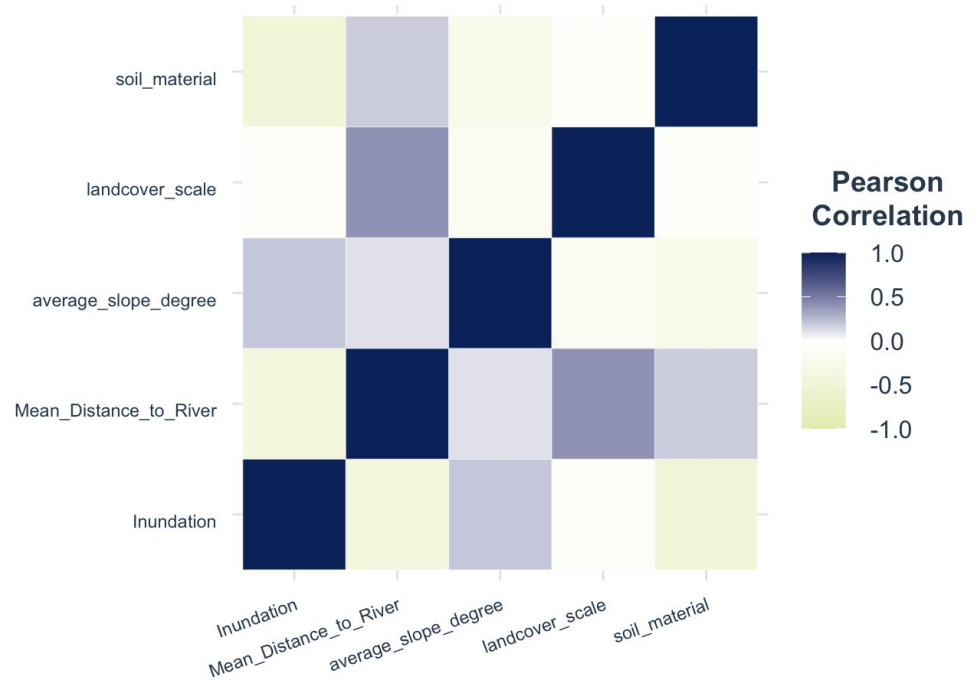 soil_material
landcover_scale
average_slope_degree
Mean_Distance_to_River
Inundation
Inundation
Mean_Distance_to_River
average_slope_degree
landcover_scale
soil_material
Pearson
Correlation
1.0
0.5
0.0
-0.5
-1.0